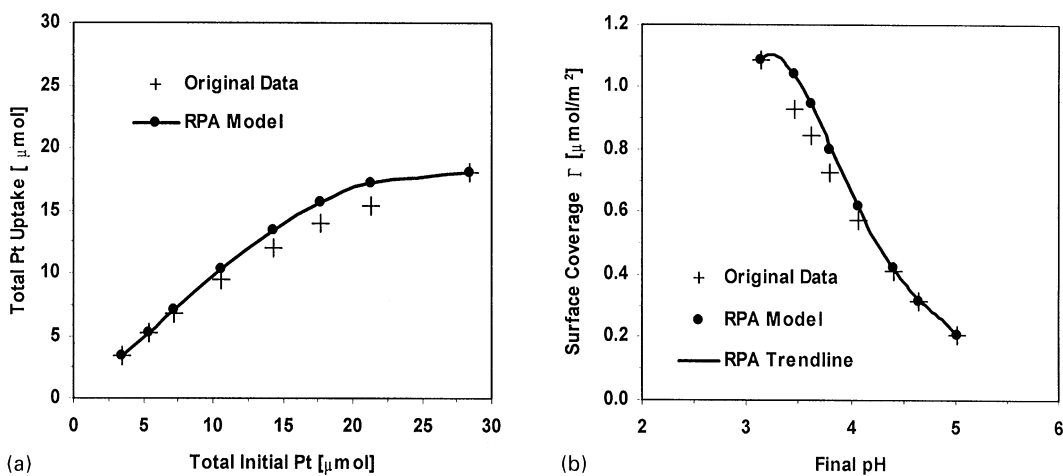 30
25
20
15
10
5
0
Total Pt Uptake [ μmol]
Original Data
RPA Model
0 5 10 15 20 25 30
Total Initial Pt [μmol]
(a)
1.2
1.0
0.8
0.6
0.4
0.2
0.0
Surface Coverage Γ [μmol/m²]
Original Data
RPA Model
RPA Trendline
2 3 4 5 6
Final pH
(b)